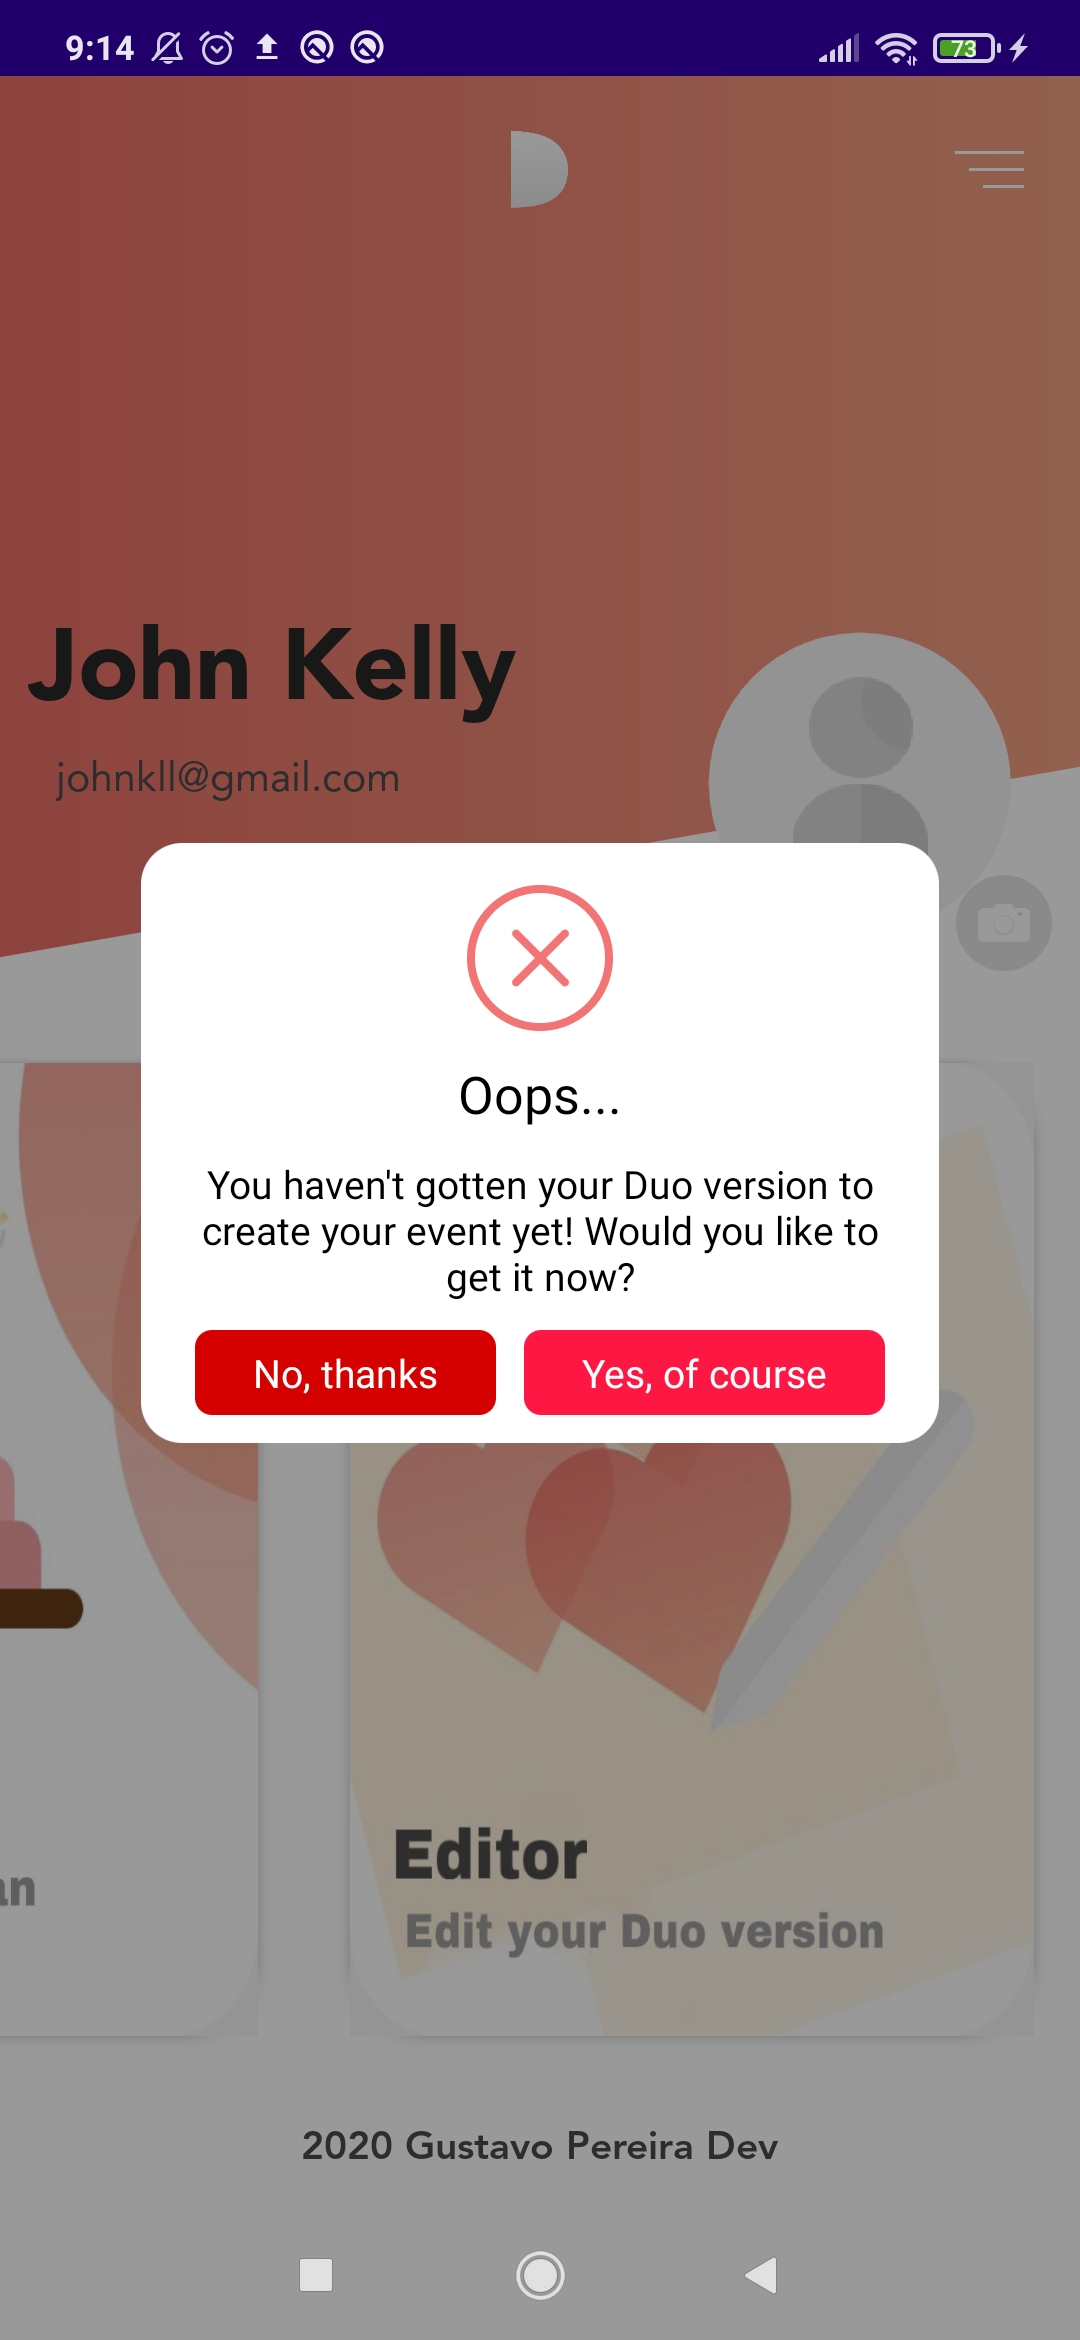 9:14
73
D
John Kelly
johnkll@gmail.com
Oops...
You haven't gotten your Duo version to
create your event yet! Would you like to
get it now?
No, thanks
Yes, of course
an
Editor
Edit your Duo version
2020 Gustavo Pereira Dev